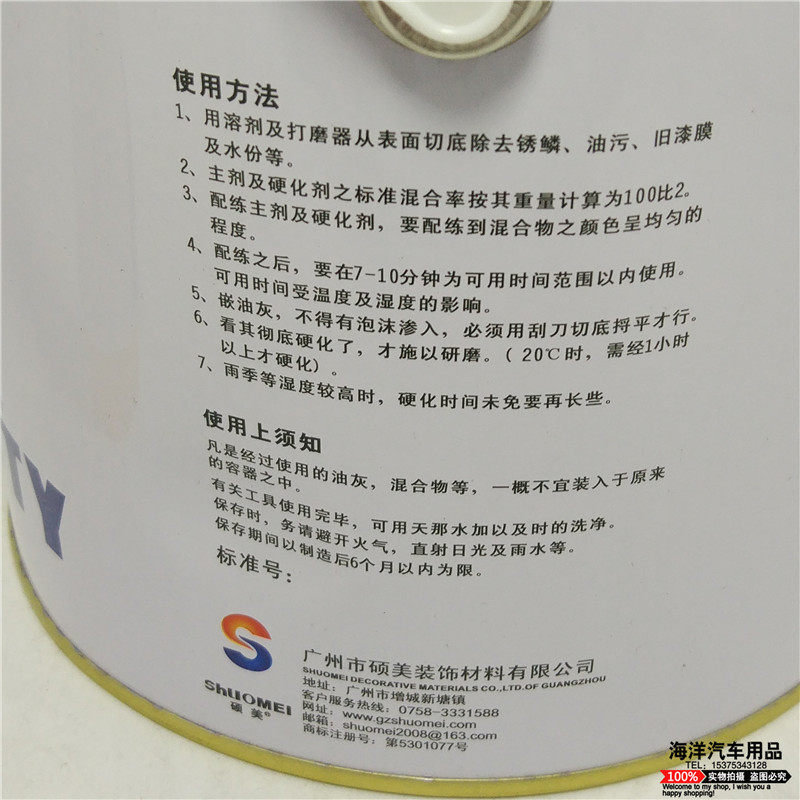 使用方法
1、用溶剂及打磨器从表面切底除去锈鳞、油污、旧漆膜
及水份等。
2、主剂及硬化剂之标准混合率按其重量计算为100比2。
3、配练主剂及硬化剂，要配练到混合物之颜色呈均匀的
程度。
4、配练之后，要在7-10分钟为可用时间范围以内使用。
可用时间受温度及湿度的影响。
5、嵌油灰，不得有泡沫渗入，必须用刮刀切底捋平才行。
6、看其彻底硬化了，才施以研磨。（20℃时，需经1小时
以上才硬化）。
7、雨季等湿度较高时，硬化时间未免要再长些。
使用上须知
凡是经过使用的油灰，混合物等，一概不宜装入于原来
的容器之中。
有关工具使用完毕，可用天那水加以及时的洗净。
保存时，务请避开火气，直射日光及雨水等。
保存期间以制造后6个月以内为限。
标准号：
TY
ShUOMEI
硕美®
广州市硕美装饰材料有限公司
SHUOMEI DECORATIVE MATERIALS CO.,LTD.OF GUANGZHOU
地址：广州市增城新塘镇
客户服务热线：0758-3331588
网址：www.gzshuomei.com
邮箱：shuomei2008@163.com
商标注册号：第5301077号
海洋汽车用品
TEL：15375343128
100% 实物拍摄 盗图必究
Welcome to my shop, I wish you a
happy shopping!